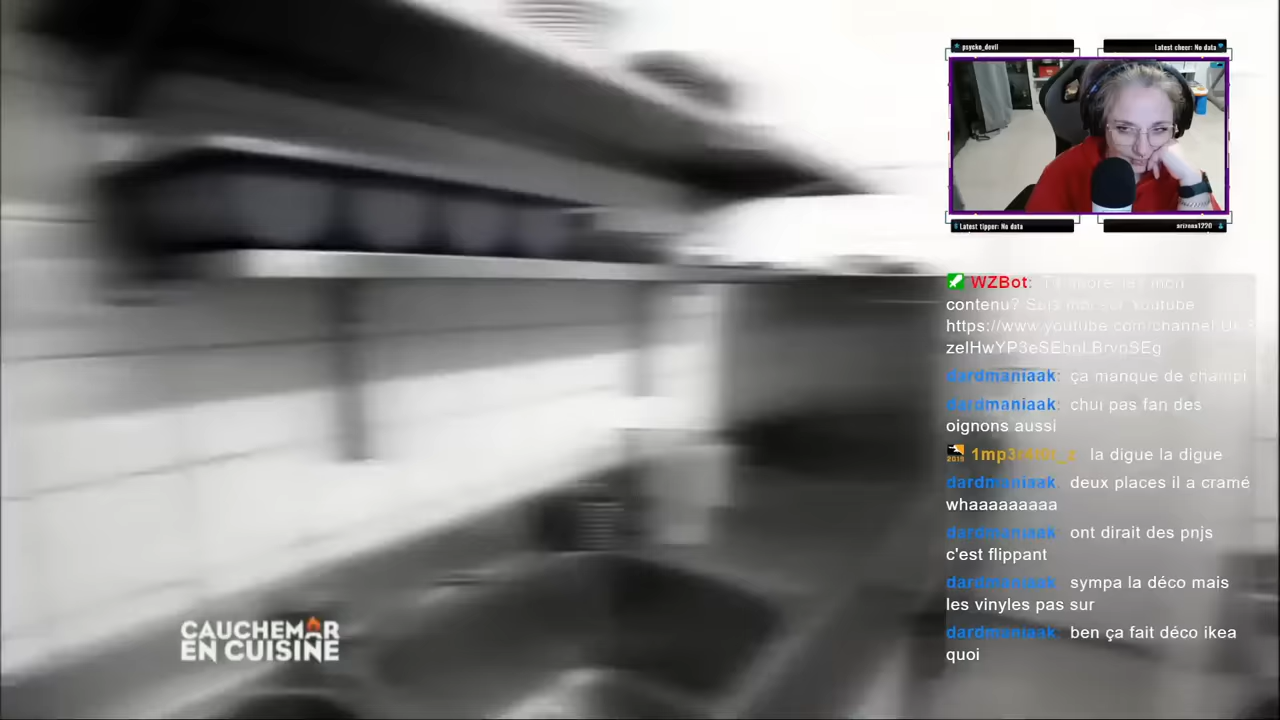 psycko_devil
Latest cheer: No data
Latest tipper: No data
arizona1220
WZBot:
contenu? Suis moi sur Youtube
dardmaniaak: ça manque de champi
dardmaniaak: chui pas fan des
oignons aussi
la digue la digue
dardmaniaak: deux places il a cramé
whaaaaaaaa
dardmaniaak: ont dirait des pnjs
c'est flippant
dardmaniaak: sympa la déco mais
les vinyles pas sur
dardmaniaak: ben ça fait déco ikea
quoi
CAUCHEMAR
EN CUISINE